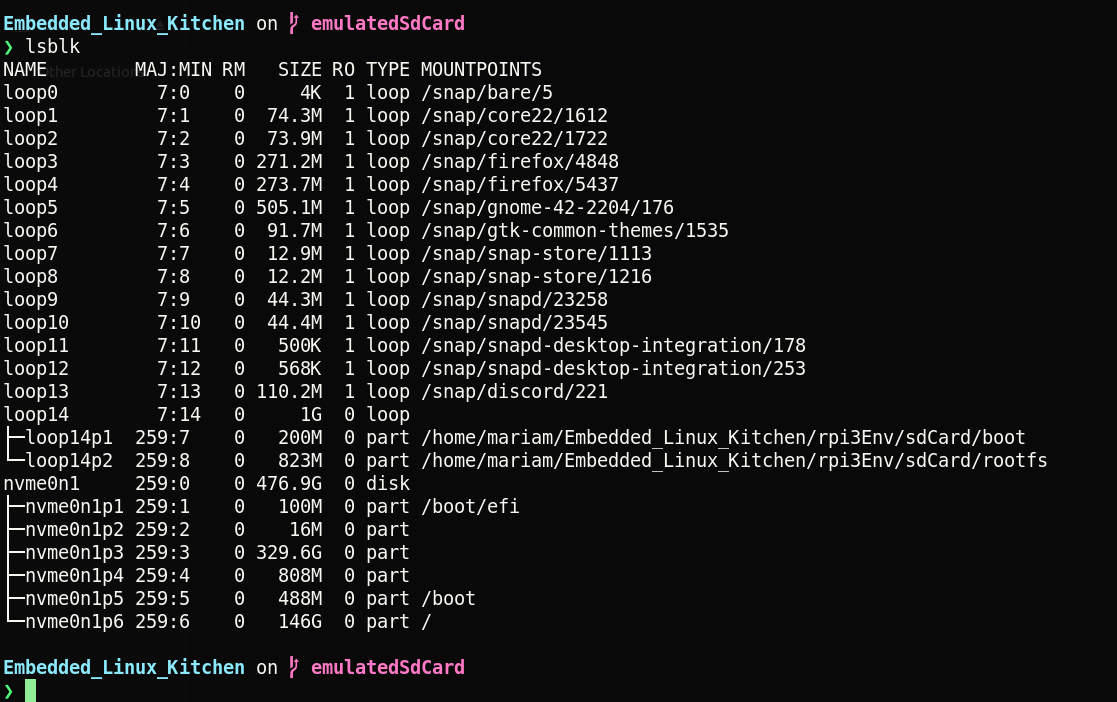 Embedded_Linux_Kitchen on emulatedSdCard
❯ lsblk
NAME MAJ:MIN RM SIZE RO TYPE MOUNTPOINTS
ther Location
loop0 7:0 0 4K 1 loop /snap/bare/5
loop1 7:1 0 74.3M 1 loop /snap/core22/1612
loop2 7:2 0 73.9M 1 loop /snap/core22/1722
loop3 7:3 0 271.2M 1 loop /snap/firefox/4848
loop4 7:4 0 273.7M 1 loop /snap/firefox/5437
loop5 7:5 0 505.1M 1 loop /snap/gnome-42-2204/176
loop6 7:6 0 91.7M 1 loop /snap/gtk-common-themes/1535
loop7 7:7 0 12.9M 1 loop /snap/snap-store/1113
loop8 7:8 0 12.2M 1 loop /snap/snap-store/1216
loop9 7:9 0 44.3M 1 loop /snap/snapd/23258
loop10 7:10 0 44.4M 1 loop /snap/snapd/23545
loop11 7:11 0 500K 1 loop /snap/snapd-desktop-integration/178
loop12 7:12 0 568K 1 loop /snap/snapd-desktop-integration/253
loop13 7:13 0 110.2M 1 loop /snap/discord/221
loop14 7:14 0 1G 0 loop
├─loop14p1 259:7 0 200M 0 part /home/mariam/Embedded_Linux_Kitchen/rpi3Env/sdCard/boot
└─loop14p2 259:8 0 823M 0 part /home/mariam/Embedded_Linux_Kitchen/rpi3Env/sdCard/rootfs
nvme0n1 259:0 0 476.9G 0 disk
├─nvme0n1p1 259:1 0 100M 0 part /boot/efi
├─nvme0n1p2 259:2 0 16M 0 part
├─nvme0n1p3 259:3 0 329.6G 0 part
├─nvme0n1p4 259:4 0 808M 0 part
├─nvme0n1p5 259:5 0 488M 0 part /boot
└─nvme0n1p6 259:6 0 146G 0 part /
Embedded_Linux_Kitchen on emulatedSdCard
❯